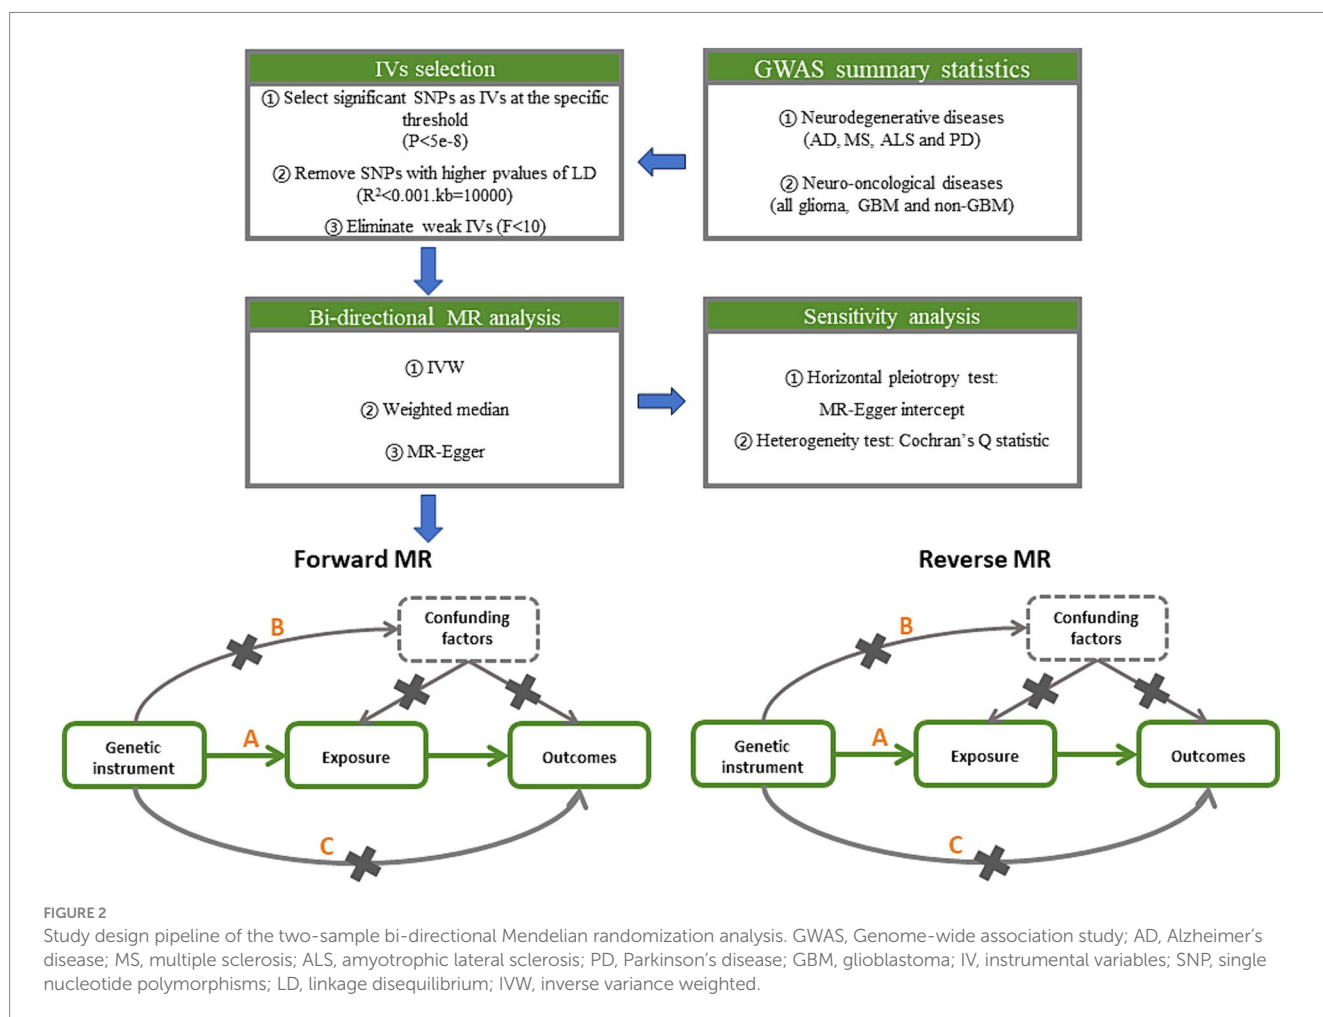 IVs selection
① Select significant SNPs as IVs at the specific
threshold
(P<5e-8)
② Remove SNPs with higher pvalues of LD
(R²<0.001.kb=10000)
③ Eliminate weak IVs (F<10)
GWAS summary statistics
① Neurodegenerative diseases
(AD, MS, ALS and PD)
② Neuro-oncological diseases
(all glioma, GBM and non-GBM)
Bi-directional MR analysis
① IVW
② Weighted median
③ MR-Egger
Sensitivity analysis
① Horizontal pleiotropy test:
MR-Egger intercept
② Heterogeneity test: Cochran's Q statistic
Forward MR
B
Confunding
factors
A
Genetic
instrument
Exposure
Outcomes
C
Reverse MR
B
Confunding
factors
A
Genetic
instrument
Exposure
Outcomes
C
FIGURE 2
Study design pipeline of the two-sample bi-directional Mendelian randomization analysis. GWAS, Genome-wide association study; AD, Alzheimer's
disease; MS, multiple sclerosis; ALS, amyotrophic lateral sclerosis; PD, Parkinson's disease; GBM, glioblastoma; IV, instrumental variables; SNP, single
nucleotide polymorphisms; LD, linkage disequilibrium; IVW, inverse variance weighted.